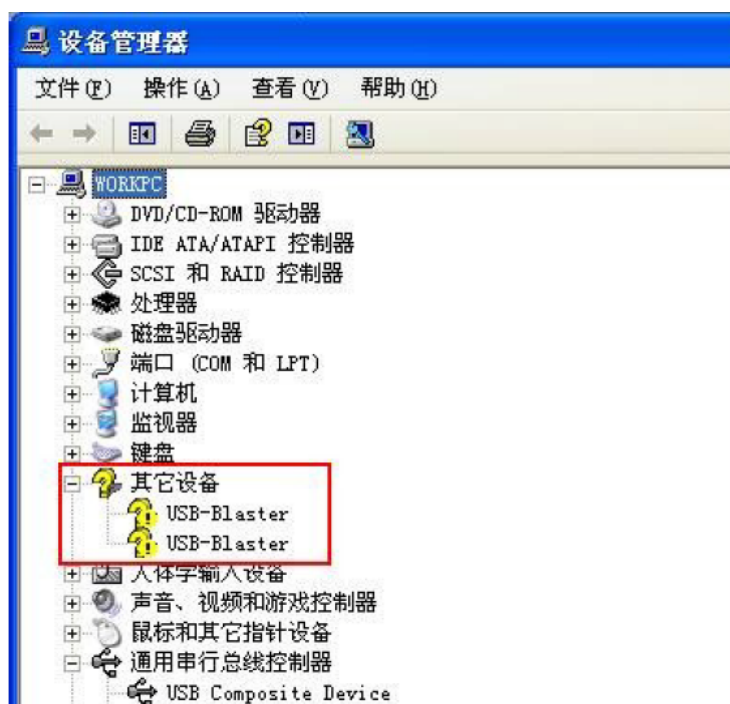 设备管理器
文件(F) 操作(A) 查看(V) 帮助(H)
WORKPC
DVD/CD-ROM 驱动器
IDE ATA/ATAPI 控制器
SCSI 和 RAID 控制器
处理器
磁盘驱动器
端口 (COM 和 LPT)
计算机
监视器
键盘
其它设备
USB-Blaster
USB-Blaster
人体学输入设备
声音、视频和游戏控制器
鼠标和其它指针设备
通用串行总线控制器
USB Composite Device